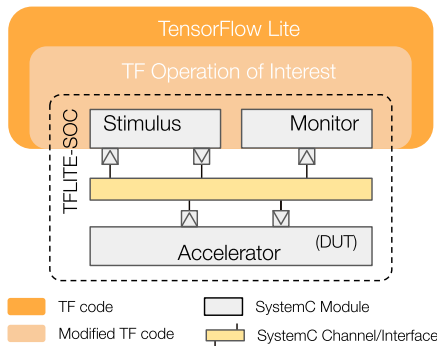 TensorFlow Lite
TF Operation of Interest
TFLITE-SOC
Stimulus
Monitor
Accelerator
(DUT)
TF code
SystemC Module
Modified TF code
SystemC Channel/Interface